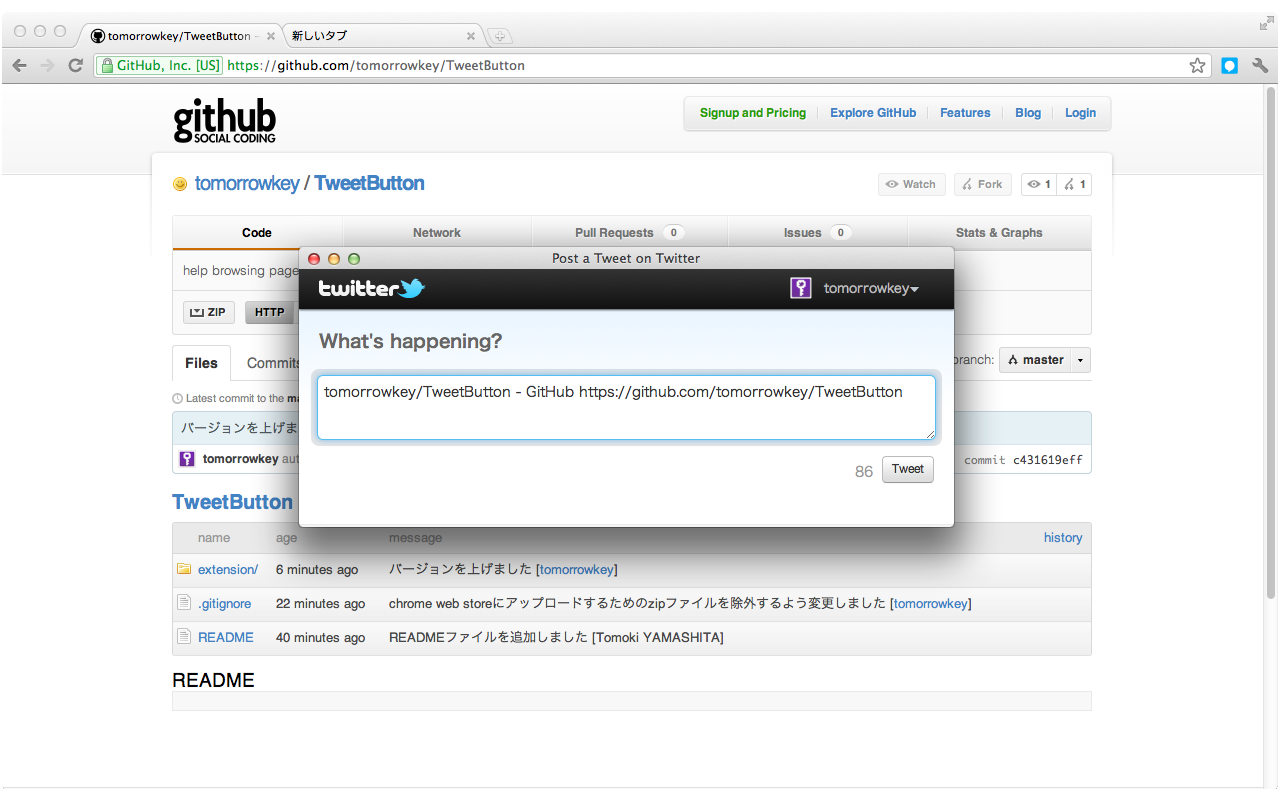 tomorrowkey/TweetButton -
新しいタブ
GitHub, Inc. [US] https://github.com/tomorrowkey/TweetButton
github
SOCIAL CODING
Signup and Pricing Explore GitHub Features Blog Login
tomorrowkey / TweetButton
Watch Fork 1 1
Code Network Pull Requests 0 Issues 0 Stats & Graphs
help browsing page
ZIP HTTP
Files Commits
branch: master
Latest commit to the
バージョンを上げま
tomorrowkey
commit c431619eff
Post a Tweet on Twitter
twitter
tomorrowkey
What's happening?
tomorrowkey/TweetButton - GitHub https://github.com/tomorrowkey/TweetButton
86 Tweet
TweetButton
name age message history
extension/ 6 minutes ago バージョンを上げました [tomorrowkey]
.gitignore 22 minutes ago chrome web storeにアップロードするためのzipファイルを除外するよう変更しました [tomorrowkey]
README 40 minutes ago READMEファイルを追加しました [Tomoki YAMASHITA]
README